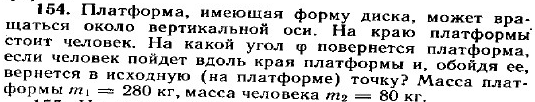 154. Платформа, имеющая форму диска, может вра-
щаться около вертикальной оси. На краю платформы
стоит человек. На какой угол φ повернется платформа,
если человек пойдет вдоль края платформы и, обойдя ее,
вернется в исходную (на платформе) точку? Масса плат-
формы m₁ = 280 кг, масса человека m₂ = 80 кг.